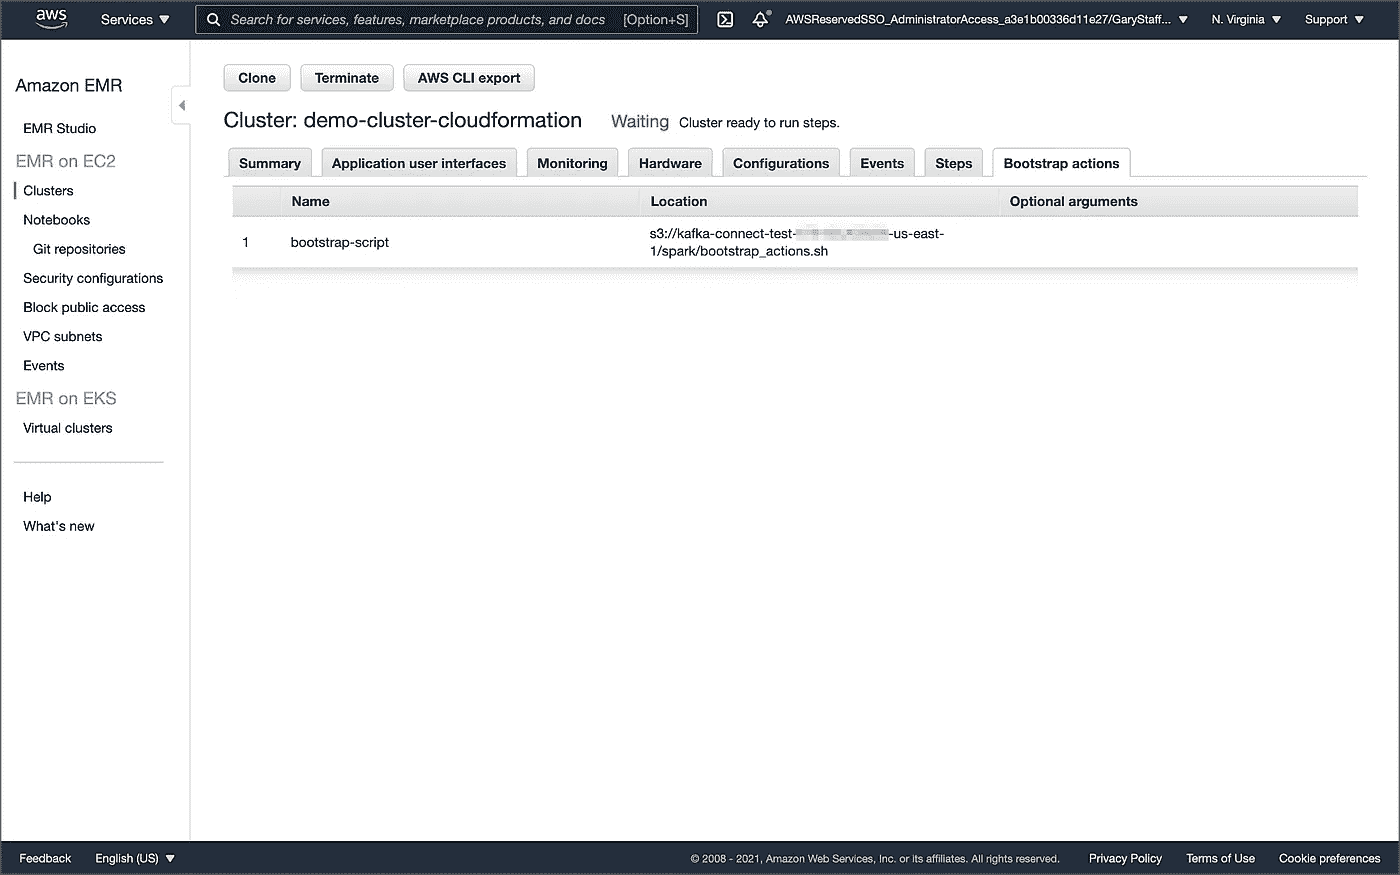 aws Services Search for services, features, marketplace products, and docs [Option+S] AWSReservedSSO_AdministratorAccess_a3e1b00336d11e27/GaryStaff... N. Virginia Support
Amazon EMR
EMR Studio
EMR on EC2
Clusters
Notebooks
Git repositories
Security configurations
Block public access
VPC subnets
Events
EMR on EKS
Virtual clusters
Help
What's new
Clone Terminate AWS CLI export
Cluster: demo-cluster-cloudformation Waiting Cluster ready to run steps.
Summary Application user interfaces Monitoring Hardware Configurations Events Steps Bootstrap actions
Name Location Optional arguments
1 bootstrap-script s3://kafka-connect-test- -us-east-
1/spark/bootstrap_actions.sh
Feedback English (US) © 2008 - 2021, Amazon Web Services, Inc. or its affiliates. All rights reserved. Privacy Policy Terms of Use Cookie preferences